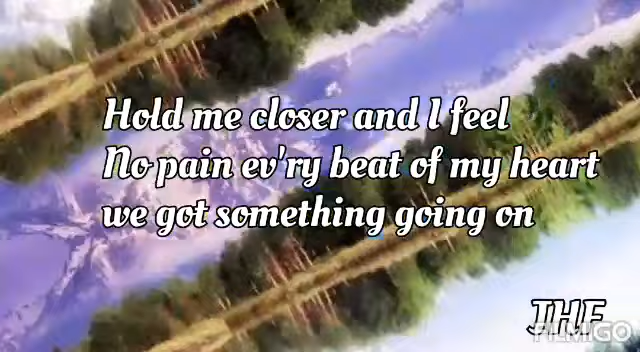 Hold me closer and I feel
No pain ev'ry beat of my heart
we got something going on
JHE
FILMIGO